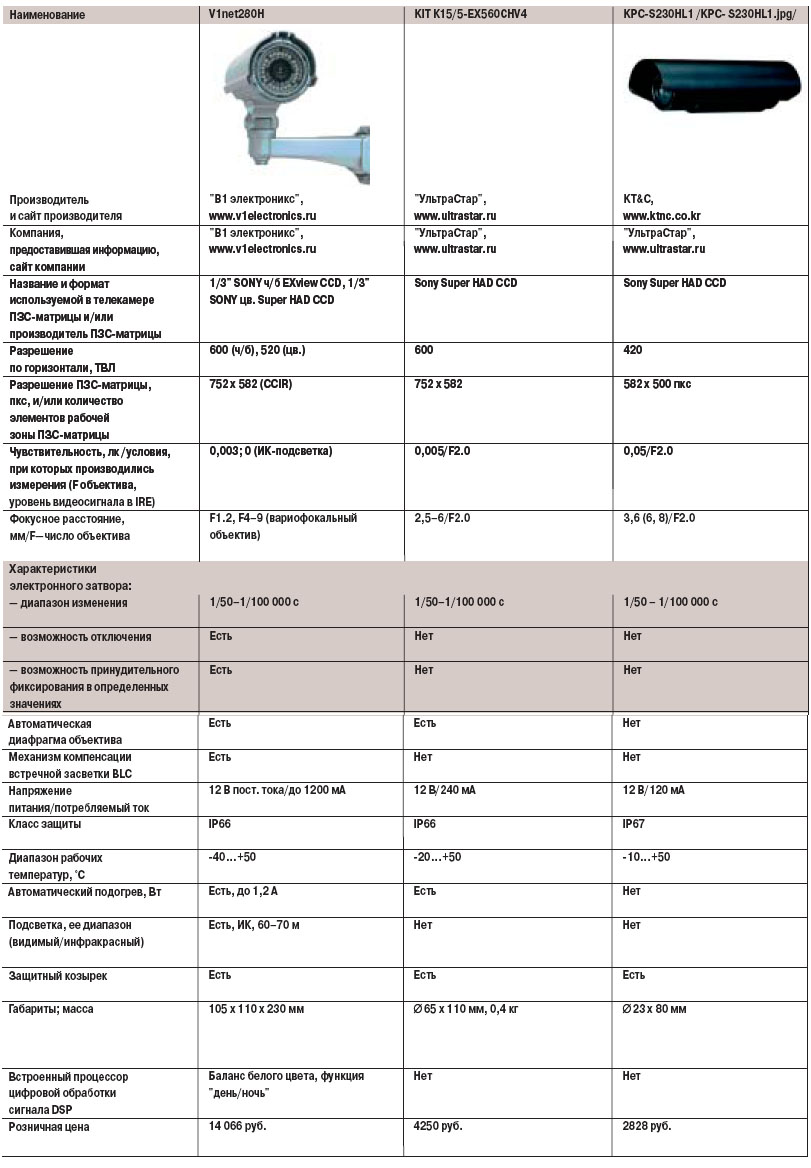 Наименование V1net280H KIT K15/5-EX560CHV4 KPC-S230HL1 /KPC- S230HL1.jpg/
Производитель "В1 электроникс", "УльтраСтар", KT&C,
и сайт производителя www.v1electronics.ru www.ultrastar.ru www.ktnc.co.kr
Компания, "В1 электроникс", "УльтраСтар", "УльтраСтар",
предоставившая информацию, www.v1electronics.ru www.ultrastar.ru www.ultrastar.ru
сайт компании
Название и формат 1/3" SONY ч/б EXview CCD, 1/3" Sony Super HAD CCD Sony Super HAD CCD
используемой в телекамере SONY цв. Super HAD CCD
ПЗС-матрицы и/или
производитель ПЗС-матрицы
Разрешение 600 (ч/б), 520 (цв.) 600 420
по горизонтали, ТВЛ
Разрешение ПЗС-матрицы, 752 x 582 (CCIR) 752 x 582 582 x 500 пкс
пкс, и/или количество
элементов рабочей
зоны ПЗС-матрицы
Чувствительность, лк /условия, 0,003; 0 (ИК-подсветка) 0,005/F2.0 0,05/F2.0
при которых производились
измерения (F объектива,
уровень видеосигнала в IRE)
Фокусное расстояние, F1.2, F4–9 (вариофокальный 2,5–6/F2.0 3,6 (6, 8)/F2.0
мм/F—число объектива объектив)
Характеристики
электронного затвора:
— диапазон изменения 1/50–1/100 000 с 1/50–1/100 000 с 1/50 – 1/100 000 с
— возможность отключения Есть Нет Нет
— возможность принудительного Есть Нет Нет
фиксирования в определенных
значениях
Автоматическая Есть Есть Нет
диафрагма объектива
Механизм компенсации Есть Нет Нет
встречной засветки BLC
Напряжение 12 В пост. тока/до 1200 мА 12 В/240 мА 12 В/120 мА
питания/потребляемый ток
Класс защиты IP66 IP66 IP67
Диапазон рабочих -40…+50 -20…+50 -10…+50
температур, ˚С
Автоматический подогрев, Вт Есть, до 1,2 А Есть Нет
Подсветка, ее диапазон Есть, ИК, 60–70 м Нет Нет
(видимый/инфракрасный)
Защитный козырек Есть Есть Есть
Габариты; масса 105 x 110 x 230 мм Ø 65 x 110 мм, 0,4 кг Ø 23 x 80 мм
Встроенный процессор Баланс белого цвета, функция Нет Нет
цифровой обработки "день/ночь"
сигнала DSP
Розничная цена 14 066 руб. 4250 руб. 2828 руб.